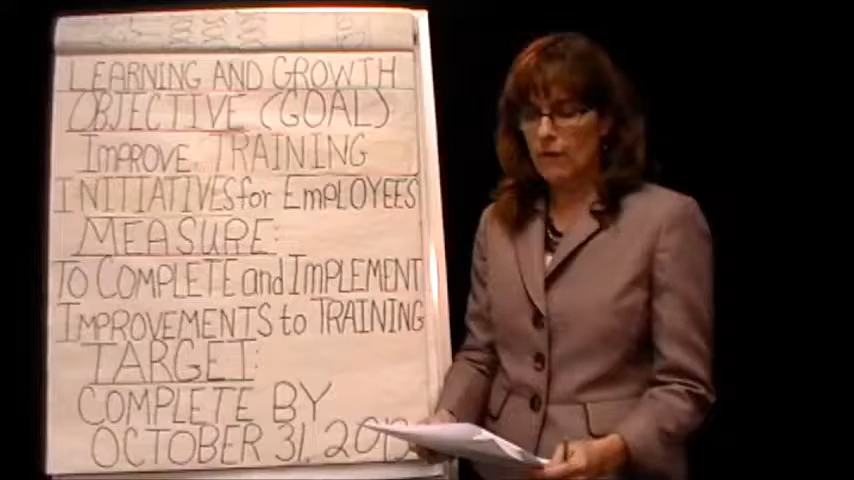 LEARNING AND GROWTH
OBJECTIVE (GOAL)
IMPROVE TRAINING
INITIATIVES for EMPLOYEES
MEASURE:
TO COMPLETE and IMPLEMENT
IMPROVEMENTS to TRAINING
TARGET:
COMPLETE BY
OCTOBER 31, 2013